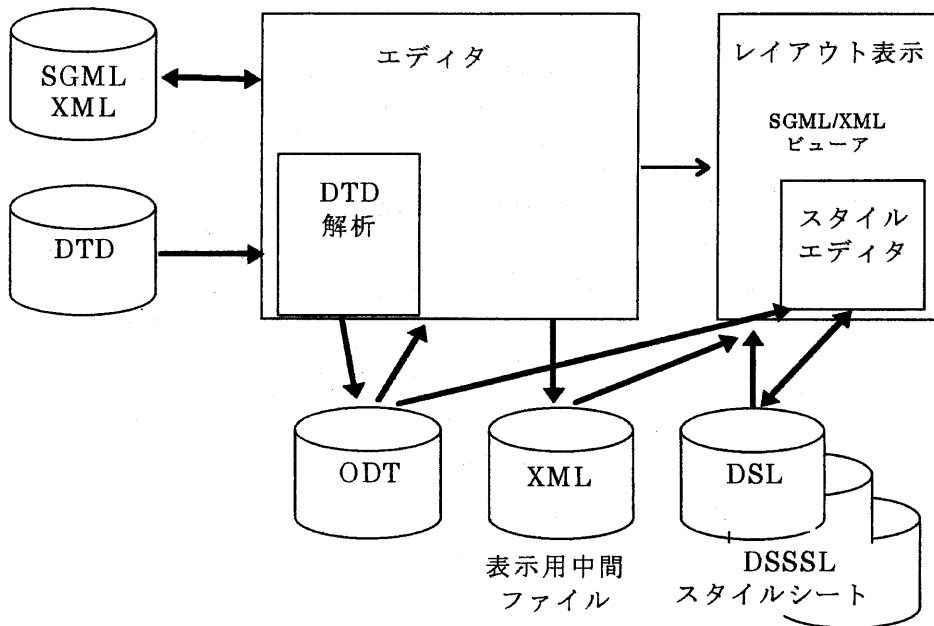 エディタ
レイアウト表示
SGML
XML
SGML/XML
ビューア
DTD
解析
スタイル
エディタ
DTD
ODT
XML
DSL
表示用中間
ファイル
DSSSL
スタイルシート